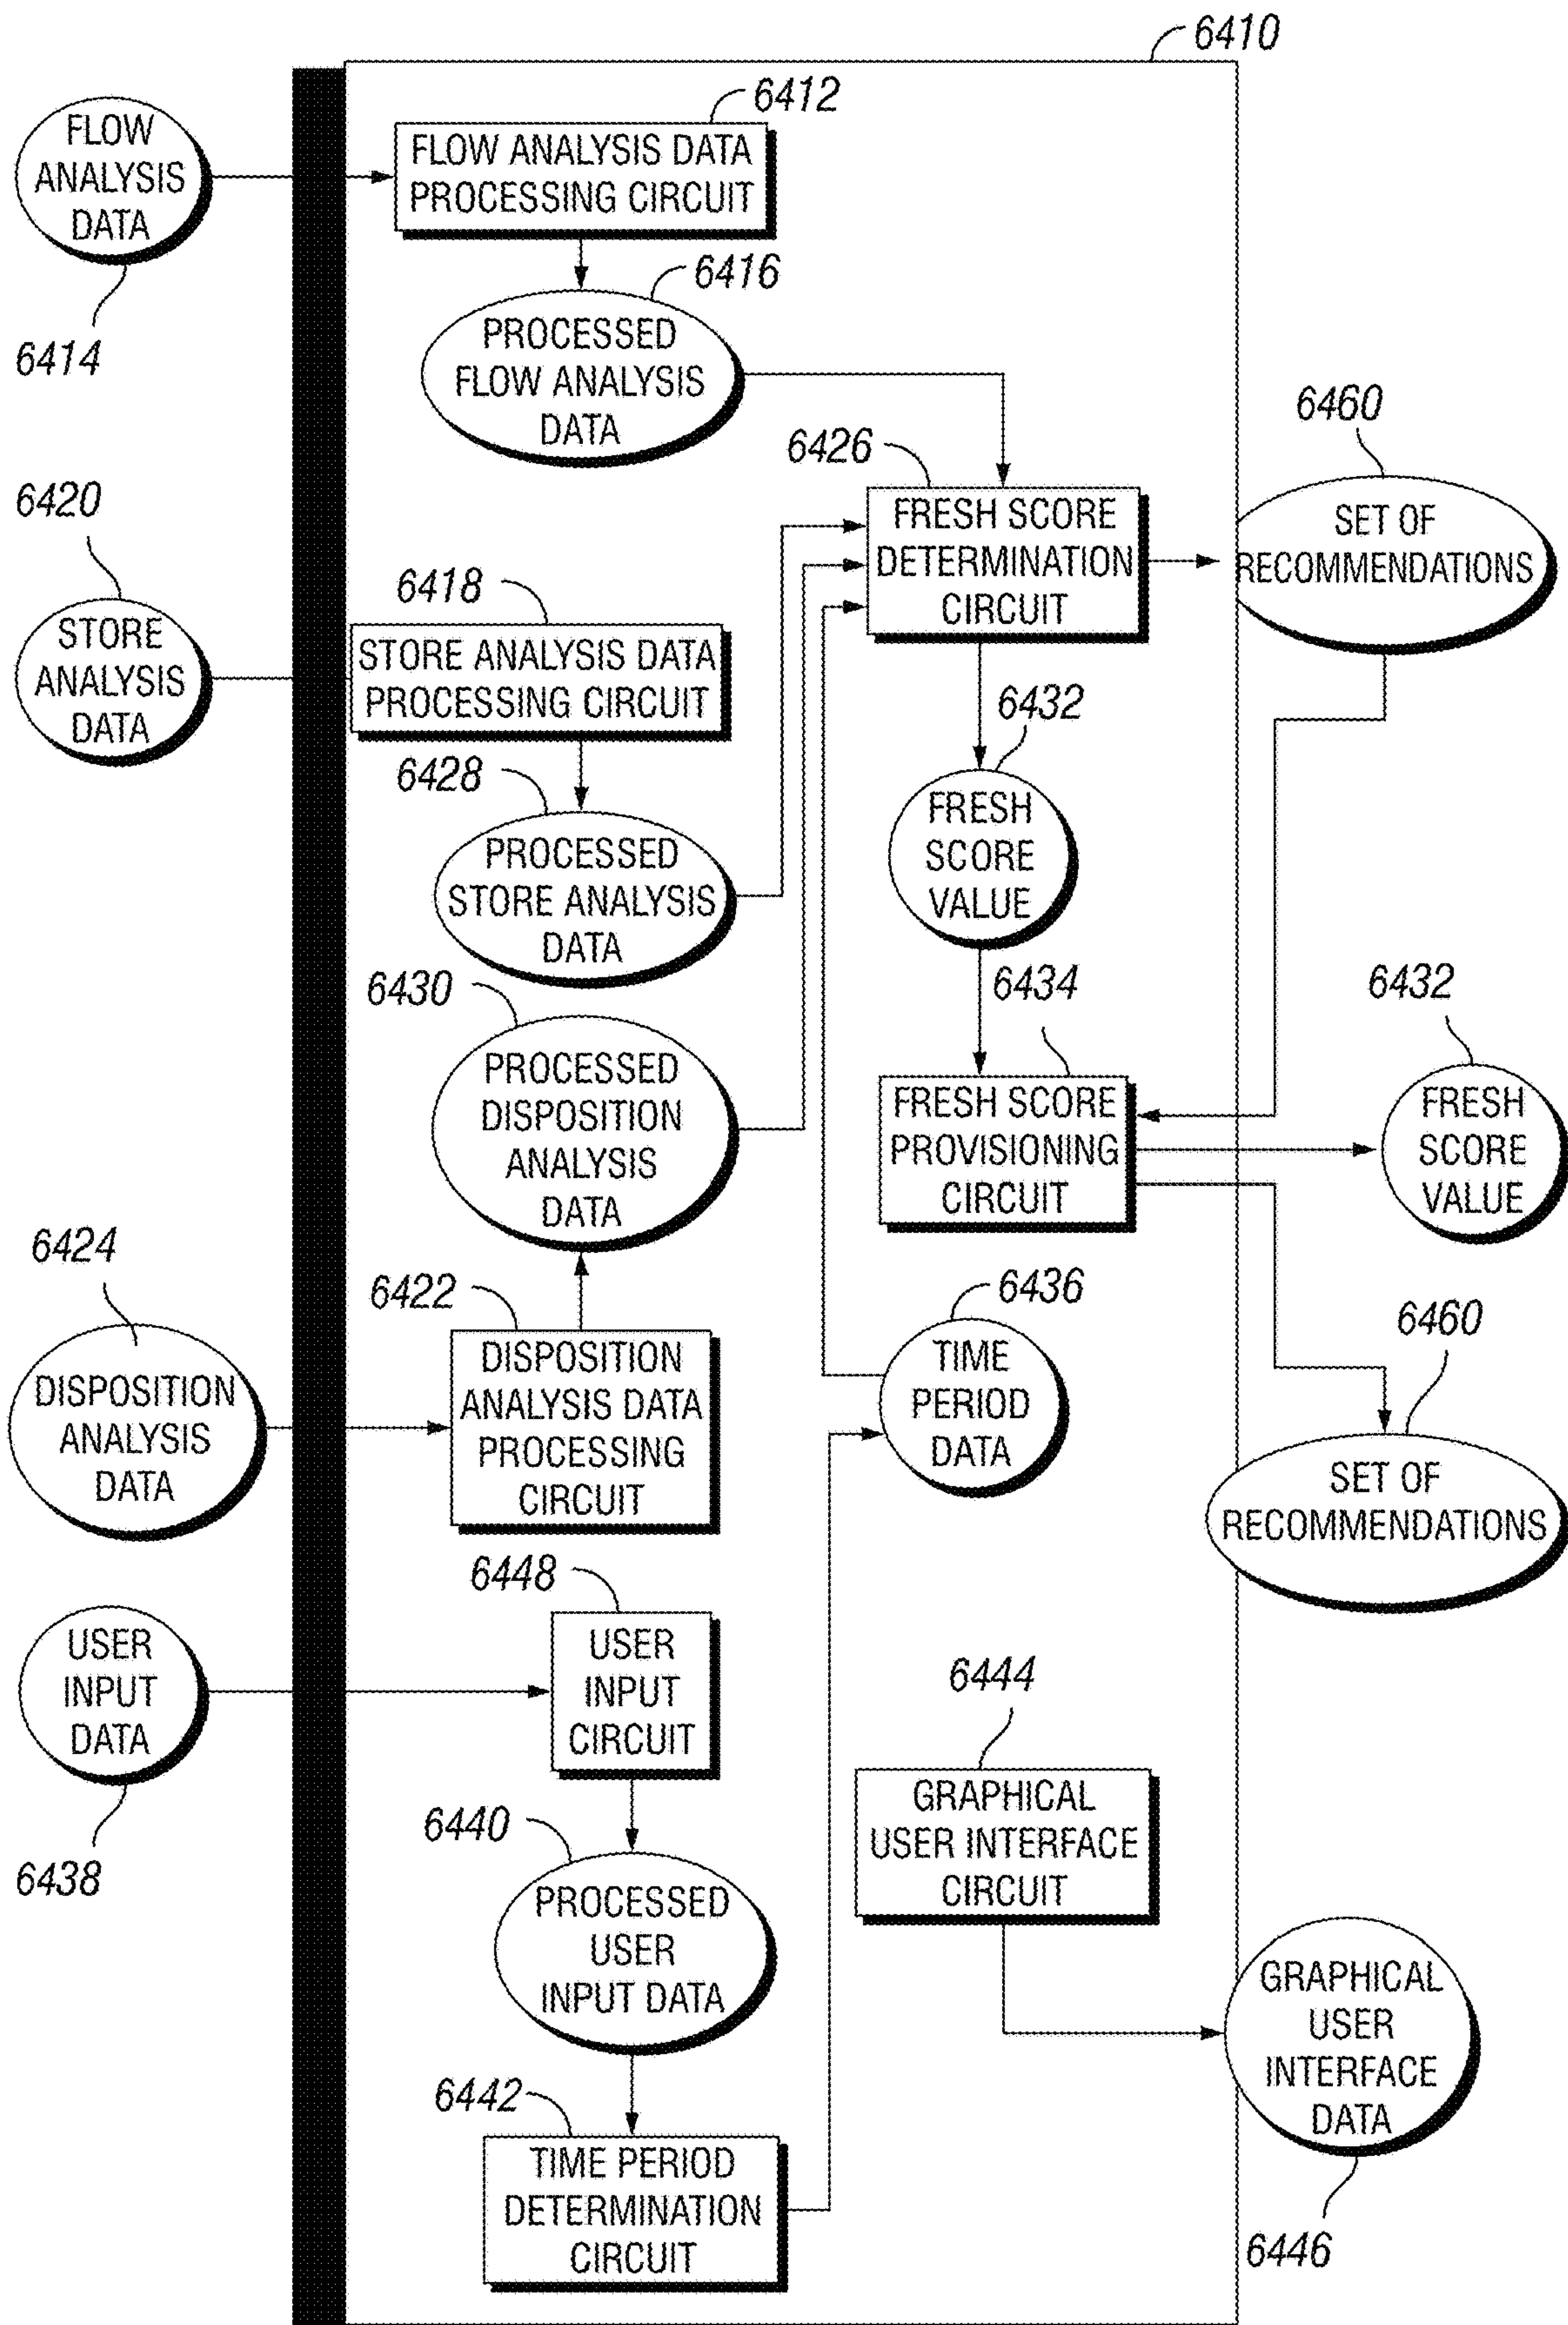 6410
6412
FLOW
ANALYSIS
DATA
6414
FLOW ANALYSIS DATA
PROCESSING CIRCUIT
6416
PROCESSED
FLOW ANALYSIS
DATA
6460
SET OF
RECOMMENDATIONS
6426
FRESH SCORE
DETERMINATION
CIRCUIT
6420
STORE
ANALYSIS
DATA
6418
STORE ANALYSIS DATA
PROCESSING CIRCUIT
6428
PROCESSED
STORE ANALYSIS
DATA
6432
FRESH
SCORE
VALUE
6430
PROCESSED
DISPOSITION
ANALYSIS
DATA
6434
FRESH SCORE
PROVISIONING
CIRCUIT
6432
FRESH
SCORE
VALUE
6424
DISPOSITION
ANALYSIS
DATA
6422
DISPOSITION
ANALYSIS DATA
PROCESSING
CIRCUIT
6436
TIME
PERIOD
DATA
6460
SET OF
RECOMMENDATIONS
6448
USER
INPUT
CIRCUIT
USER
INPUT
DATA
6438
6444
GRAPHICAL
USER INTERFACE
CIRCUIT
6440
PROCESSED
USER
INPUT DATA
GRAPHICAL
USER
INTERFACE
DATA
6446
6442
TIME PERIOD
DETERMINATION
CIRCUIT